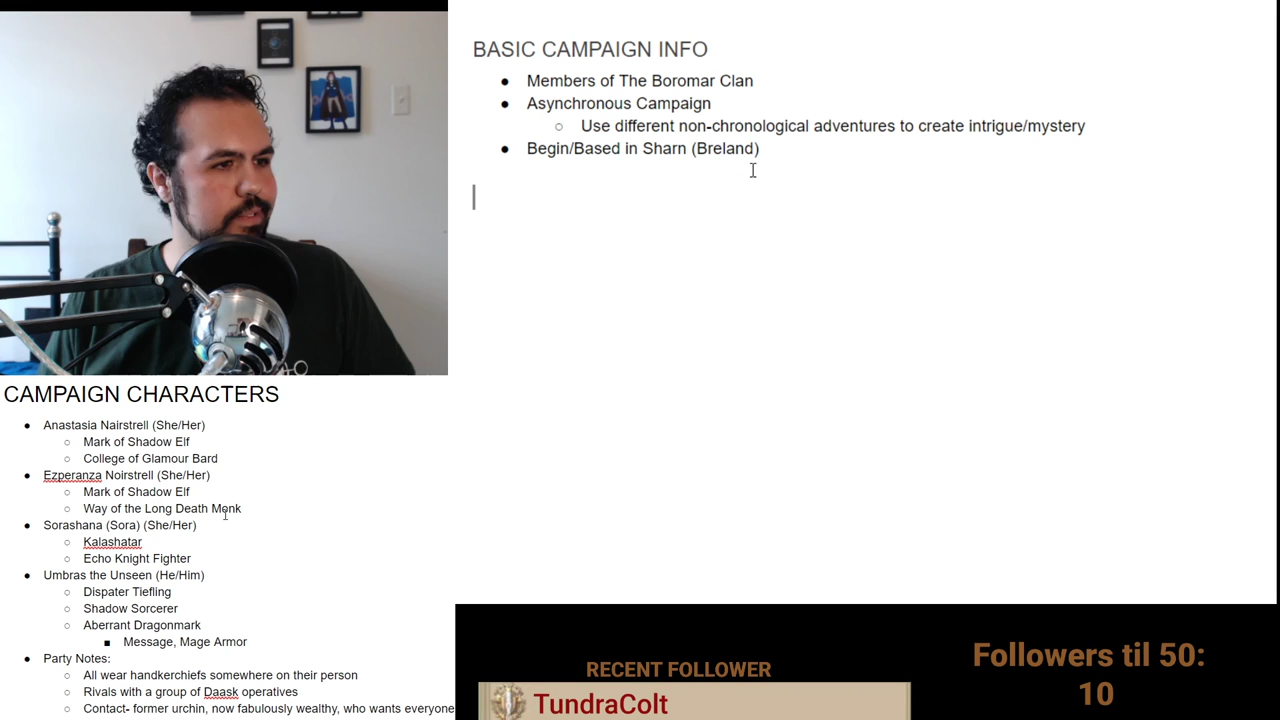 BASIC CAMPAIGN INFO
● Members of The Boromar Clan
● Asynchronous Campaign
○ Use different non-chronological adventures to create intrigue/mystery
● Begin/Based in Sharn (Breland)
CAMPAIGN CHARACTERS
● Anastasia Nairstrell (She/Her)
○ Mark of Shadow Elf
○ College of Glamour Bard
● Ezperanza Noirstrell (She/Her)
○ Mark of Shadow Elf
○ Way of the Long Death Monk
● Sorashana (Sora) (She/Her)
○ Kalashatar
○ Echo Knight Fighter
● Umbras the Unseen (He/Him)
○ Dispater Tiefling
○ Shadow Sorcerer
○ Aberrant Dragonmark
■ Message, Mage Armor
● Party Notes:
○ All wear handkerchiefs somewhere on their person
○ Rivals with a group of Daask operatives
○ Contact- former urchin, now fabulously wealthy, who wants everyone
RECENT FOLLOWER
TundraColt
Followers til 50:
10